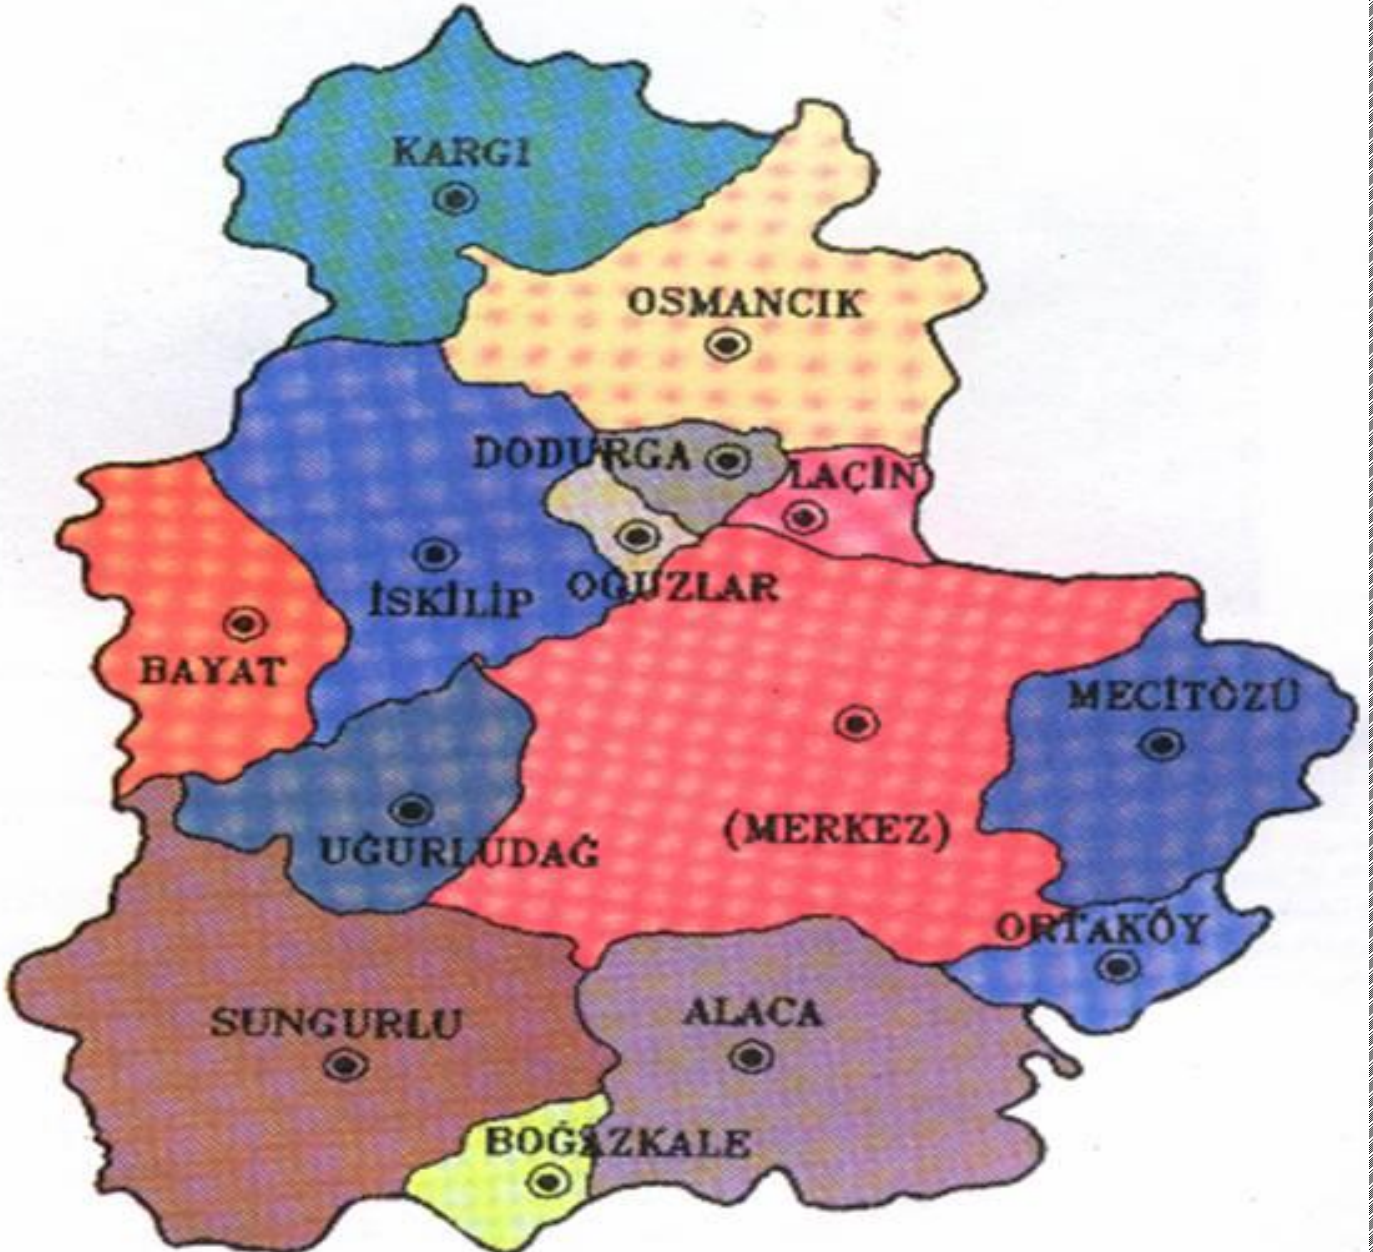 KARGI
OSMANCIK
DODURGA
LAÇİN
OĞUZLAR
İSKİLİP
BAYAT
MECİTÖZÜ
(MERKEZ)
UĞURLUDAĞ
ORTAKÖY
SUNGURLU
ALACA
BOĞAZKALE